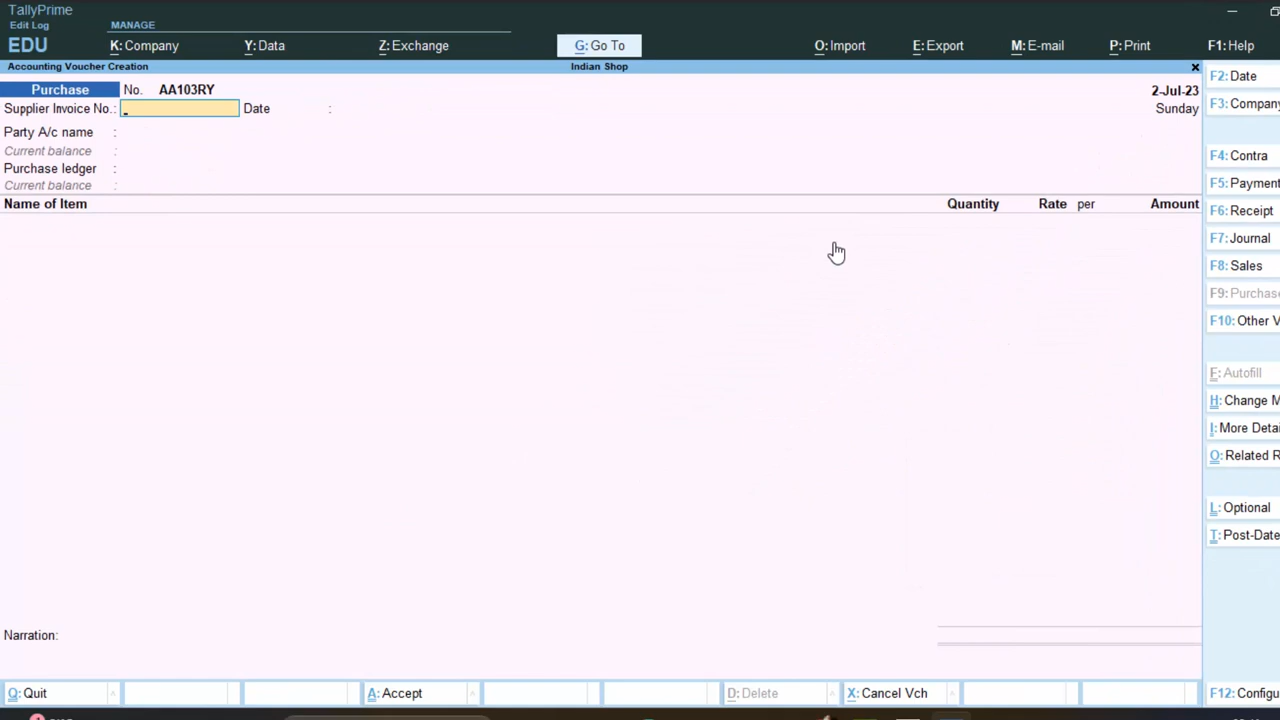 TallyPrime
Edit Log
MANAGE
EDU
K: Company
Y: Data
Z: Exchange
G: Go To
O: Import
E: Export
M: E-mail
P: Print
F1: Help
Accounting Voucher Creation
Indian Shop
x
Purchase No. AA103RY
2-Jul-23
Supplier Invoice No.: Date :
Sunday
Party A/c name :
Current balance :
Purchase ledger :
Current balance :
Name of Item Quantity Rate per Amount
Narration:
Q: Quit
A: Accept
D: Delete
X: Cancel Vch
F2: Date
F3: Company
F4: Contra
F5: Payment
F6: Receipt
F7: Journal
F8: Sales
F9: Purchase
F10: Other V
F: Autofill
H: Change M
I: More Detai
O: Related R
L: Optional
T: Post-Date
F12: Configu